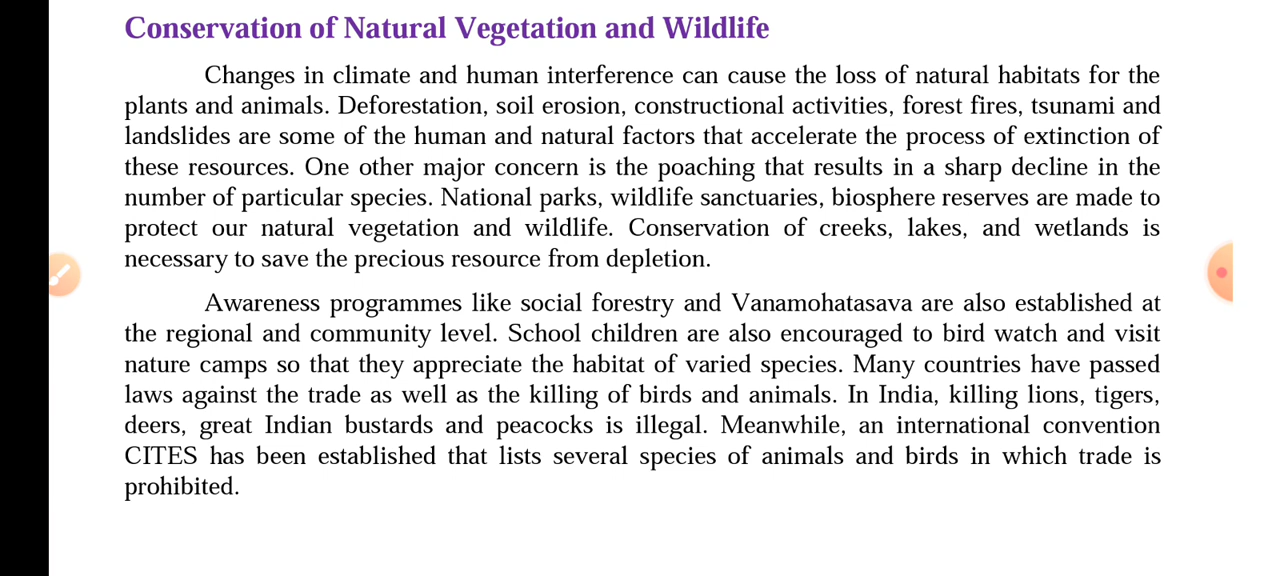 Conservation of Natural Vegetation and Wildlife
Changes in climate and human interference can cause the loss of natural habitats for the
plants and animals. Deforestation, soil erosion, constructional activities, forest fires, tsunami and
landslides are some of the human and natural factors that accelerate the process of extinction of
these resources. One other major concern is the poaching that results in a sharp decline in the
number of particular species. National parks, wildlife sanctuaries, biosphere reserves are made to
protect our natural vegetation and wildlife. Conservation of creeks, lakes, and wetlands is
necessary to save the precious resource from depletion.
Awareness programmes like social forestry and Vanamohatasava are also established at
the regional and community level. School children are also encouraged to bird watch and visit
nature camps so that they appreciate the habitat of varied species. Many countries have passed
laws against the trade as well as the killing of birds and animals. In India, killing lions, tigers,
deers, great Indian bustards and peacocks is illegal. Meanwhile, an international convention
CITES has been established that lists several species of animals and birds in which trade is
prohibited.